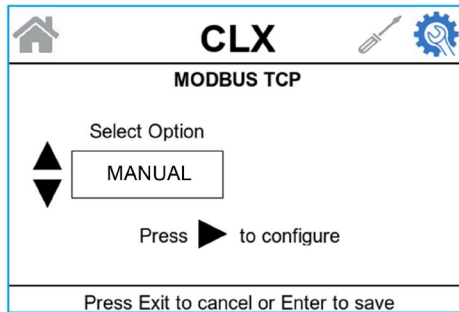 CLX
MODBUS TCP
Select Option
MANUAL
Press to configure
Press Exit to cancel or Enter to save